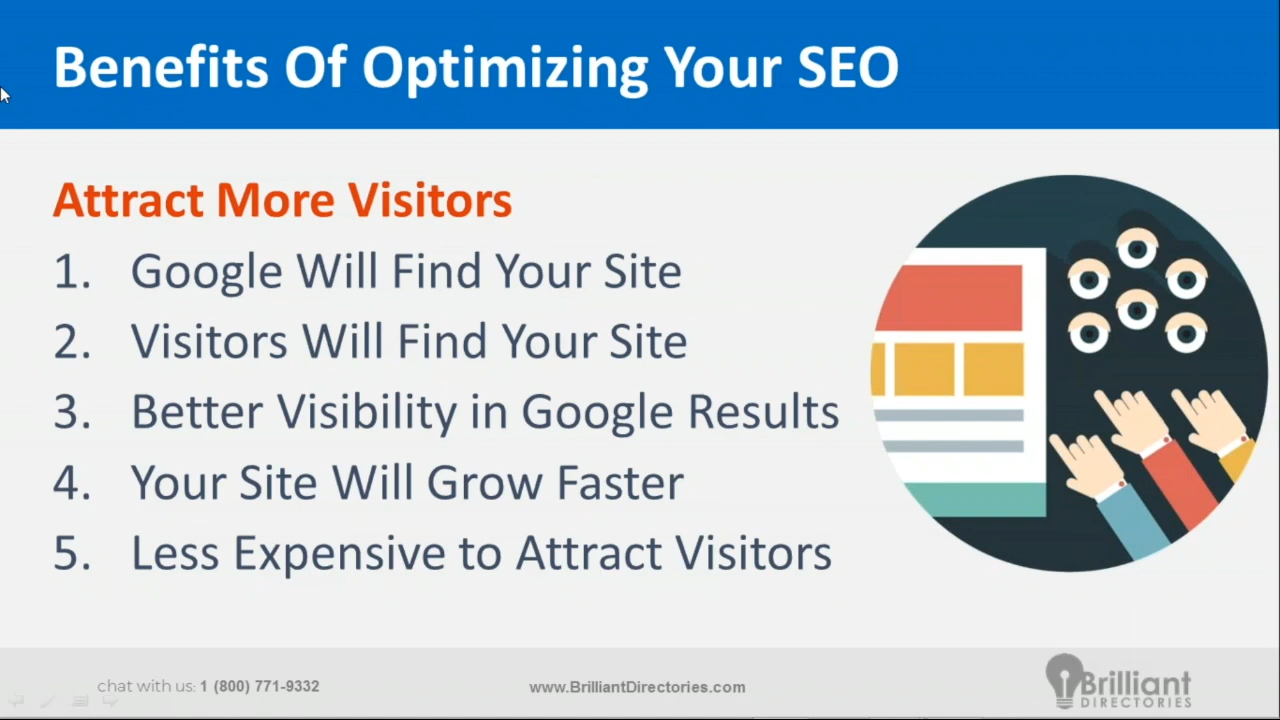 Benefits Of Optimizing Your SEO
Attract More Visitors
1. Google Will Find Your Site
2. Visitors Will Find Your Site
3. Better Visibility in Google Results
4. Your Site Will Grow Faster
5. Less Expensive to Attract Visitors
chat with us: 1 (800) 771-9332
www.BrilliantDirectories.com
Brilliant
DIRECTORIES